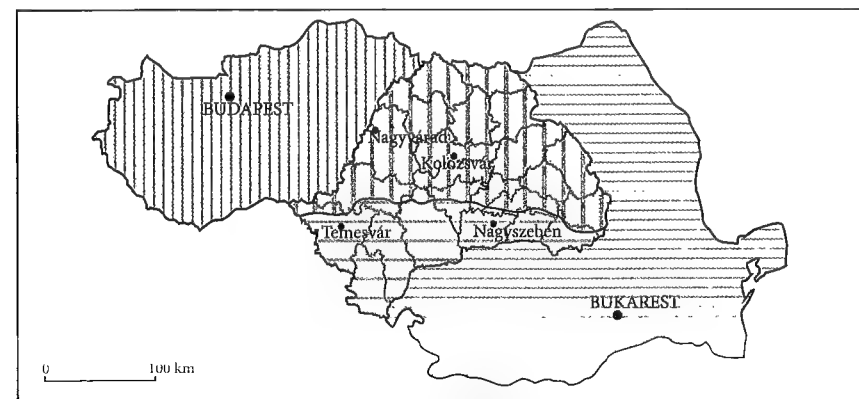 BUDAPEST
Nagyvárad
Kolozsvár
Temesvár
Nagyszeben
BUKAREST
0 100 km